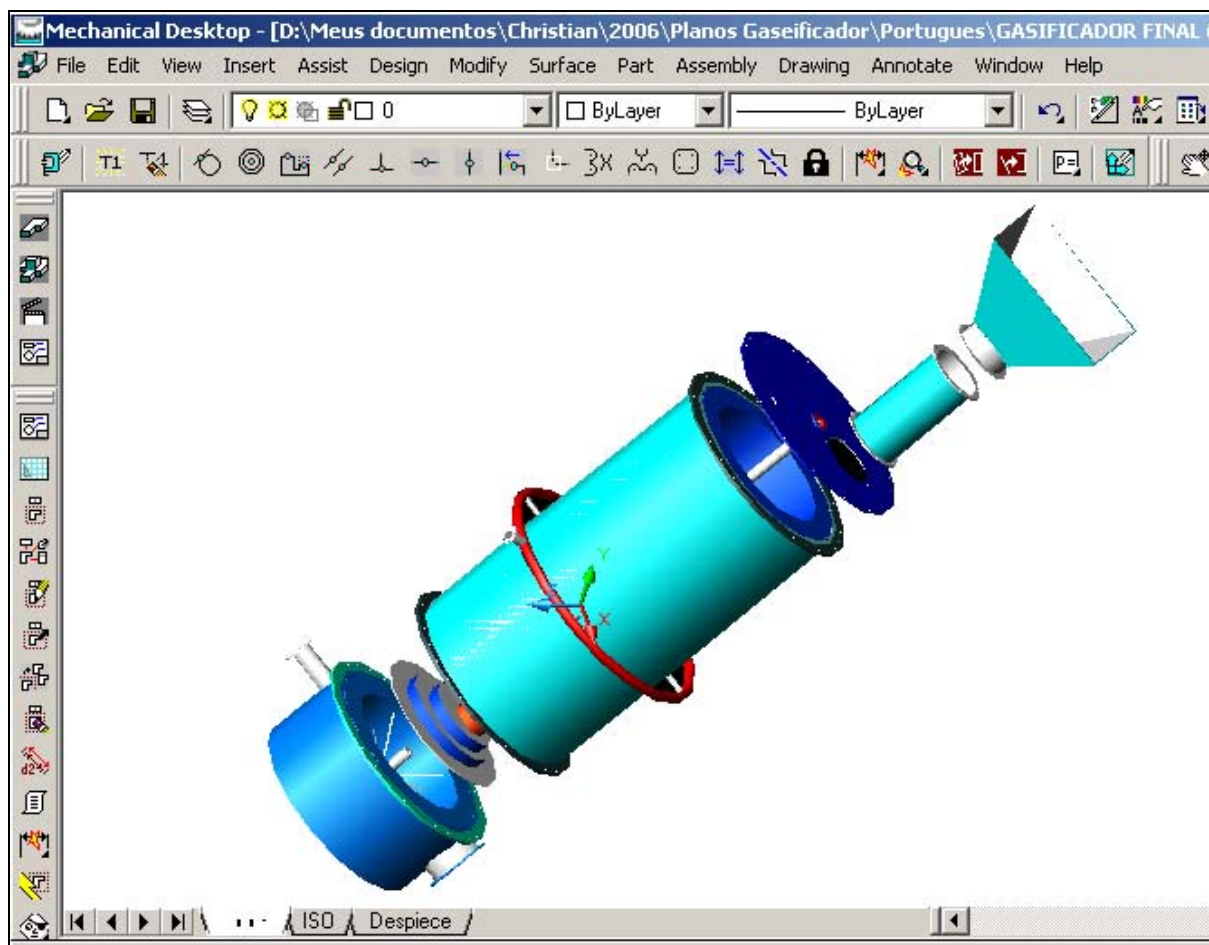 Mechanical Desktop - [D:\Meus documentos\Christian\2006\Planos Gaseificador\Portugues\GASIFICADOR FINAL
File Edit View Insert Assist Design Modify Surface Part Assembly Drawing Annotate Window Help
0 ByLayer ByLayer
T1 P=
Y
X
d2
ISO Despiece